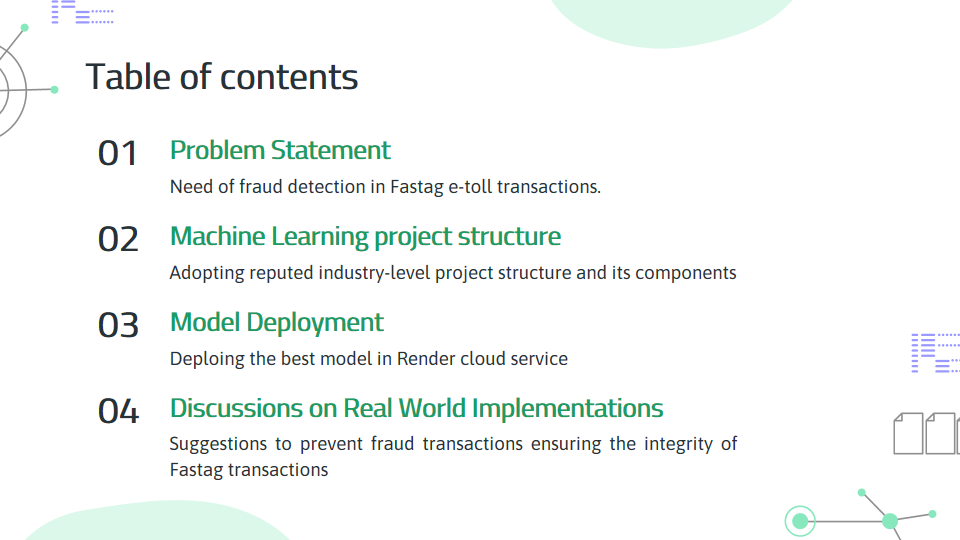 Table of contents
01
Problem Statement
Need of fraud detection in Fastag e-toll transactions.
02
Machine Learning project structure
Adopting reputed industry-level project structure and its components
03
Model Deployment
Deploing the best model in Render cloud service
04
Discussions on Real World Implementations
Suggestions to prevent fraud transactions ensuring the integrity of
Fastag transactions